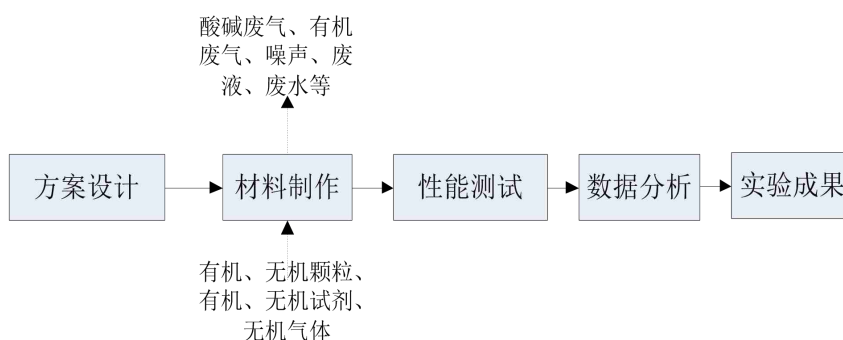 酸碱废气、有机
废气、噪声、废
液、废水等
方案设计
材料制作
性能测试
数据分析
实验成果
有机、无机颗粒、
有机、无机试剂、
无机气体